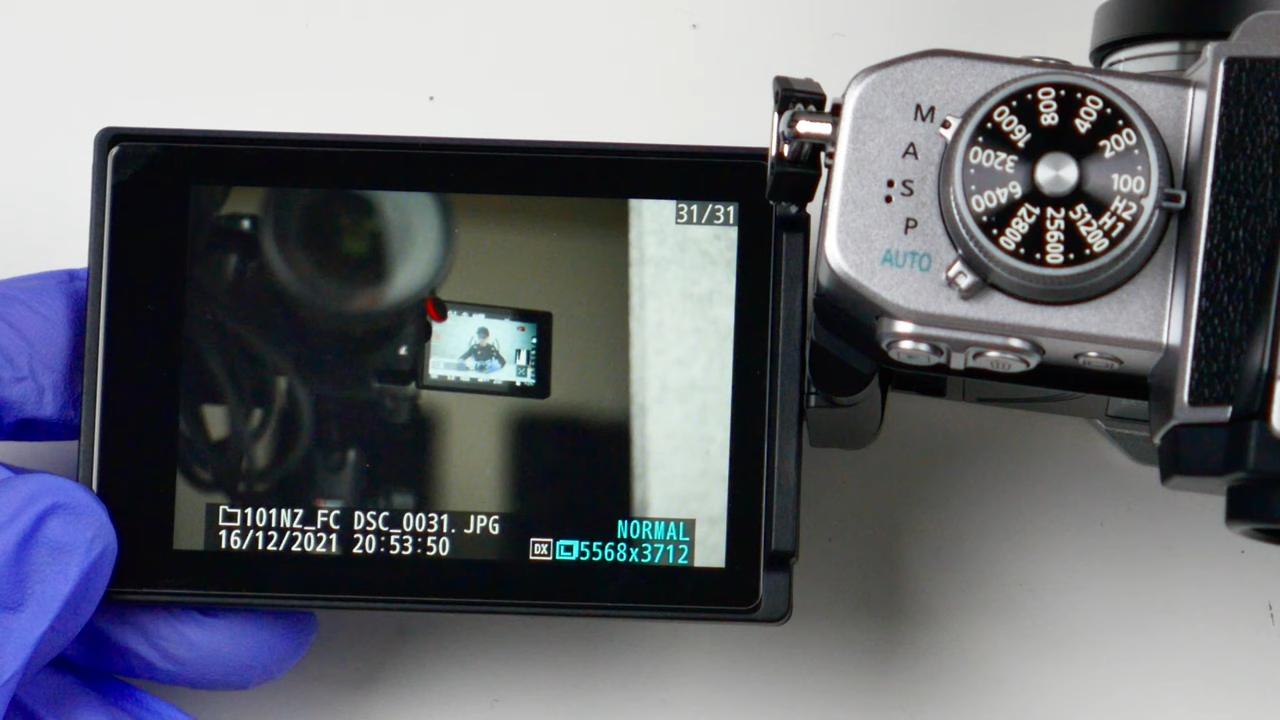 31/31
101NZ_FC DSC_0031.JPG
16/12/2021 20:53:50
NORMAL
DX L 5568x3712
M
A
S
P
AUTO
100
200
400
800
1600
3200
6400
12800
25600
51200
H1
H2